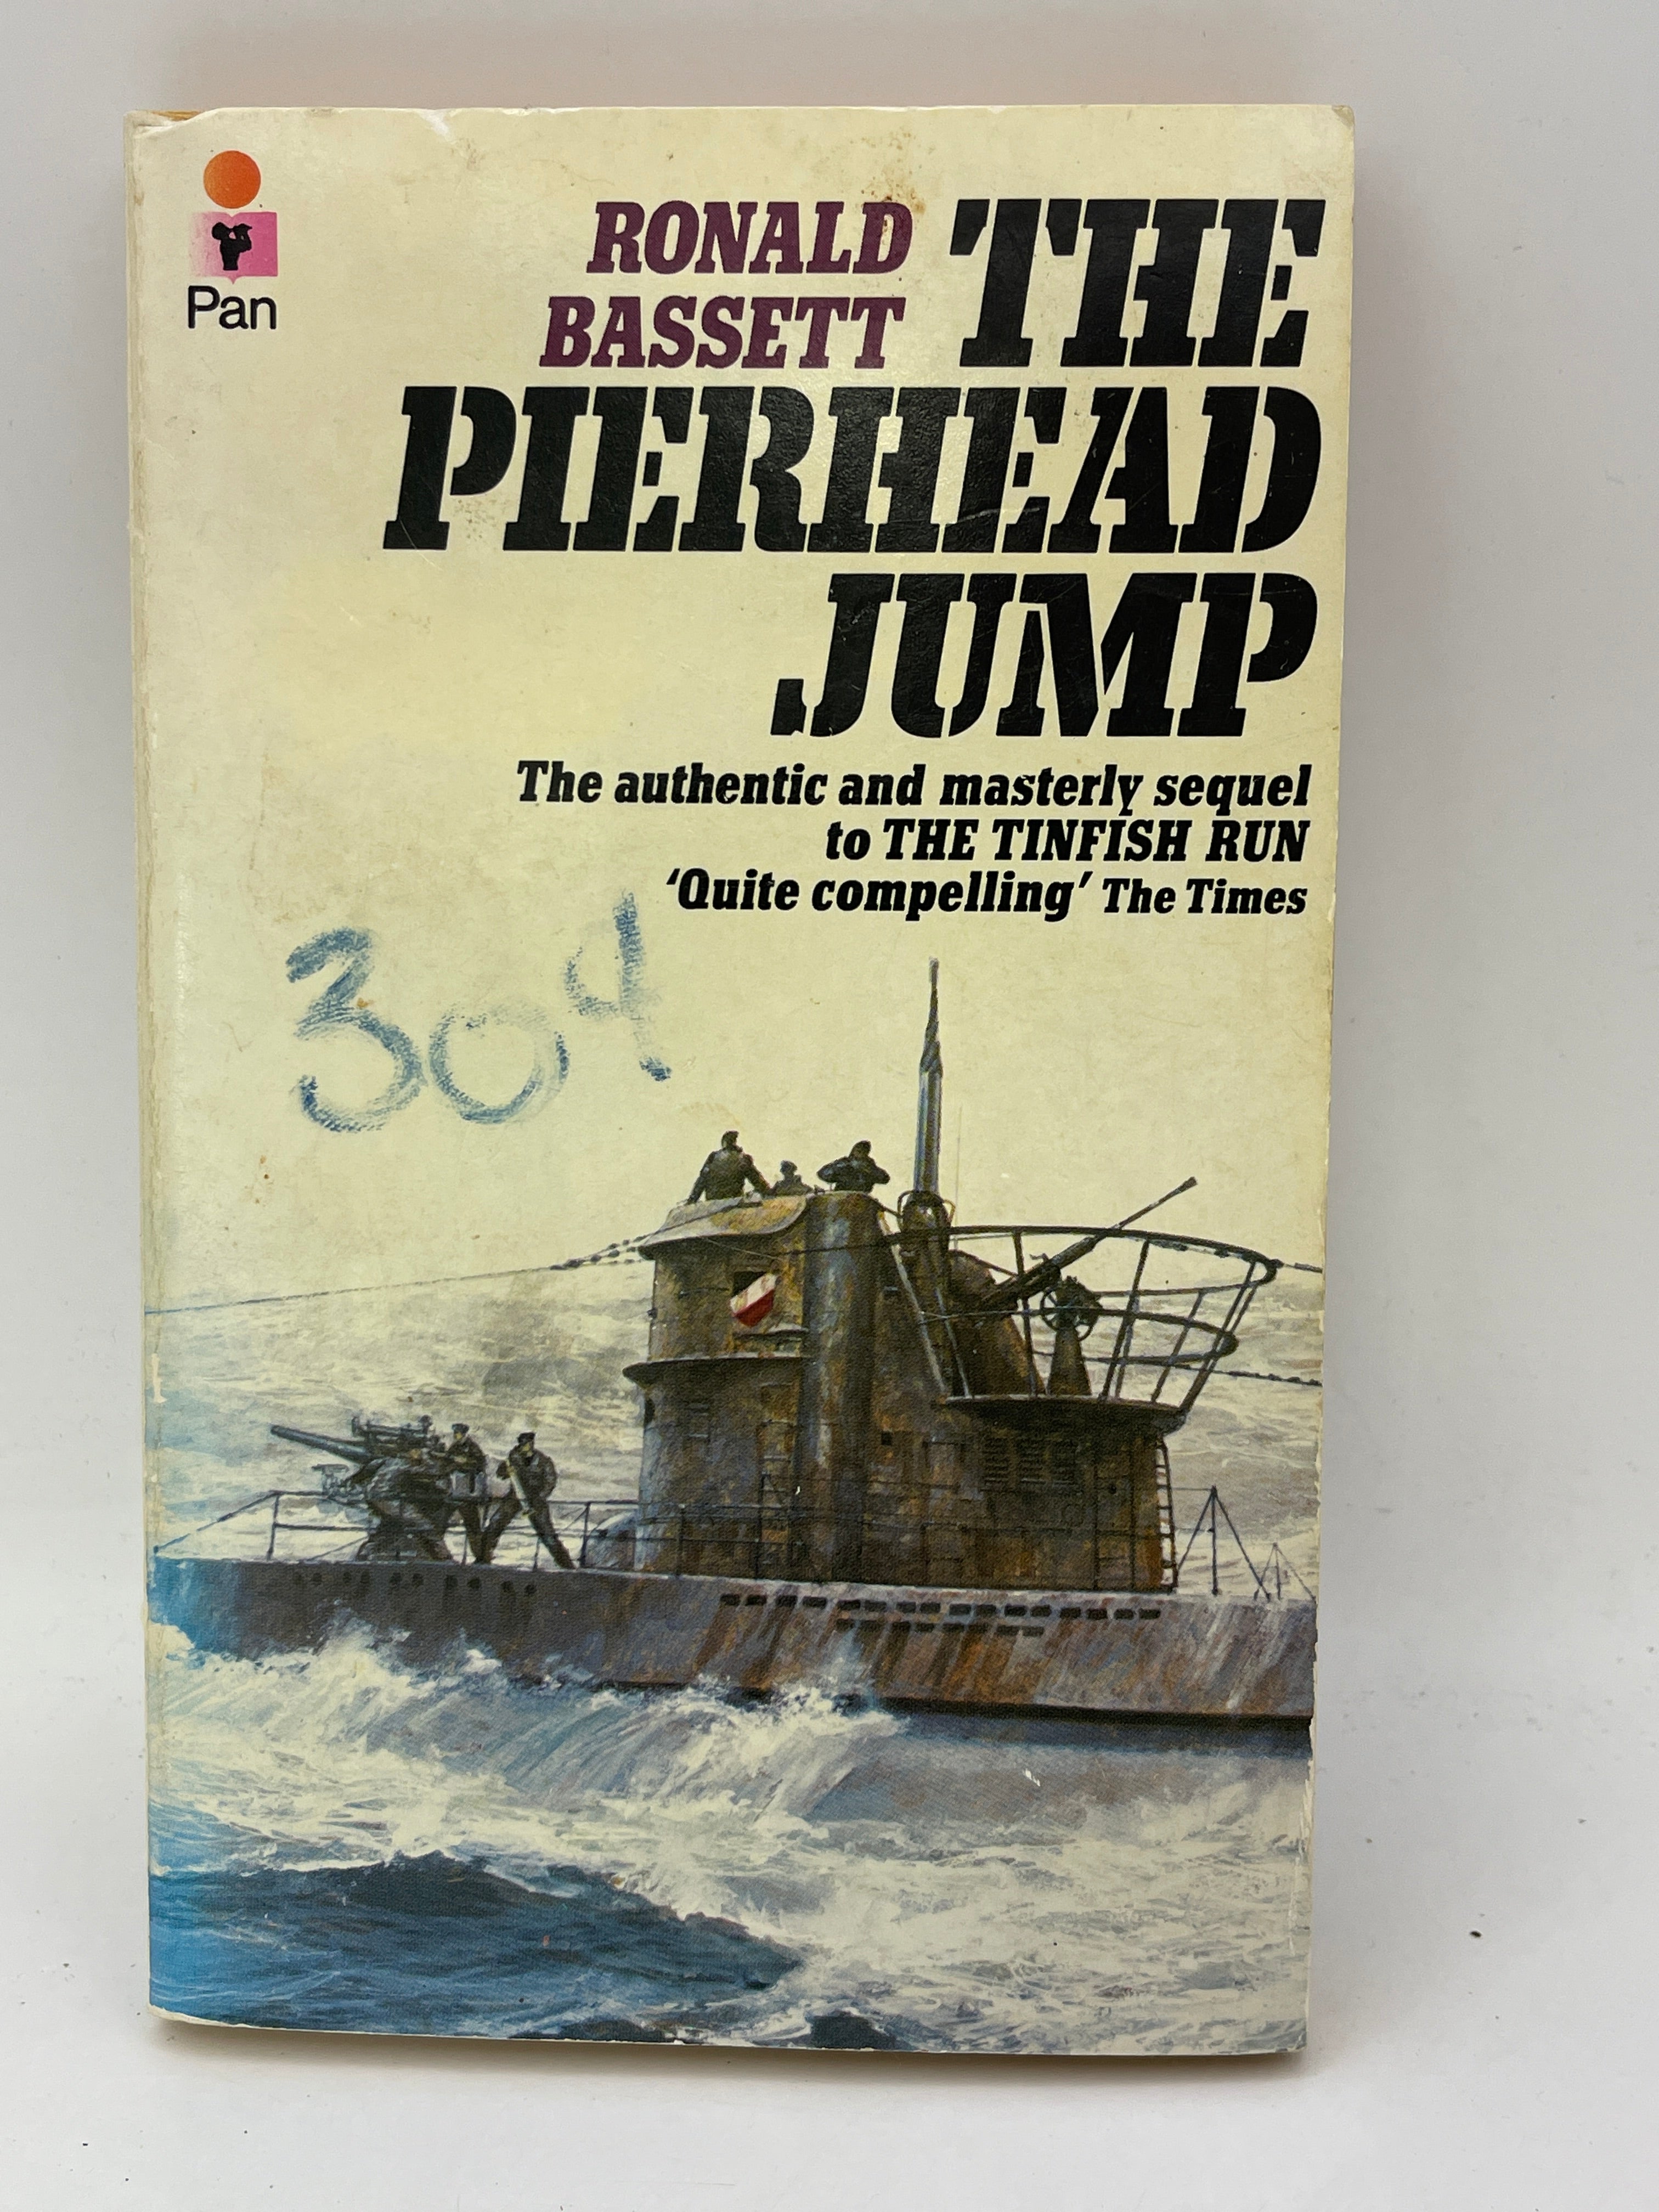 Pan
RONALD
BASSETT
THE
PIERHEAD
JUMP
The authentic and masterly sequel
to THE TINFISH RUN
‘Quite compelling’ The Times
304